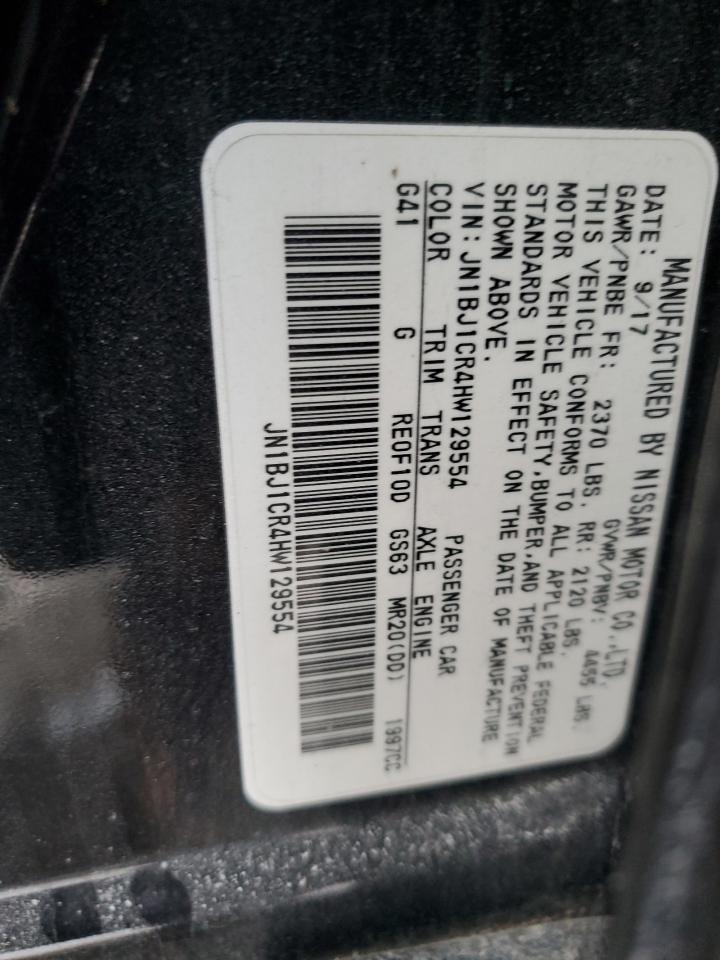 MANUFACTURED BY NISSAN MOTOR CO.,LTD.
DATE: 9/17 GVWR/PNBV: 4455 LBS.
GAWR/PNBE FR: 2370 LBS. RR: 2120 LBS.
THIS VEHICLE CONFORMS TO ALL APPLICABLE FEDERAL
MOTOR VEHICLE SAFETY,BUMPER,AND THEFT PREVENTION
STANDARDS IN EFFECT ON THE DATE OF MANUFACTURE
SHOWN ABOVE.
VIN:JN1BJ1CR4HW129554 PASSENGER CAR
COLOR TRIM TRANS AXLE ENGINE
G41 G RE0F10D GS63 MR20(DD) 1997CC
JN1BJ1CR4HW129554